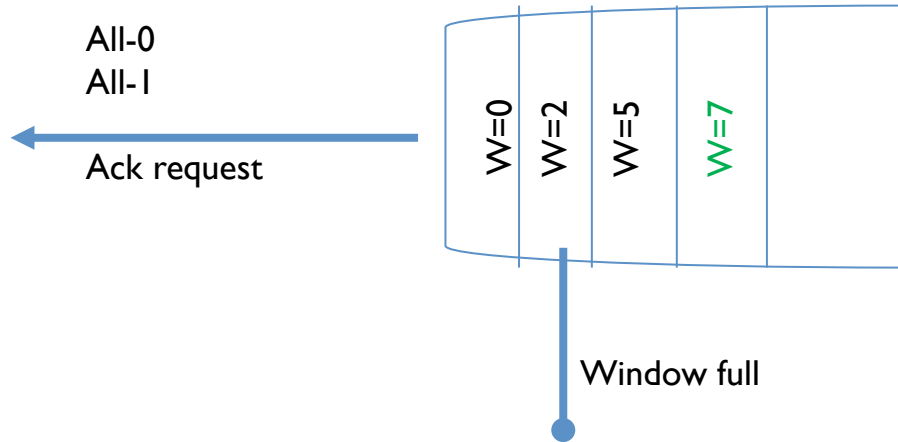 All-0
All-1
Ack request
W=0
W=2
W=5
W=7
Window full